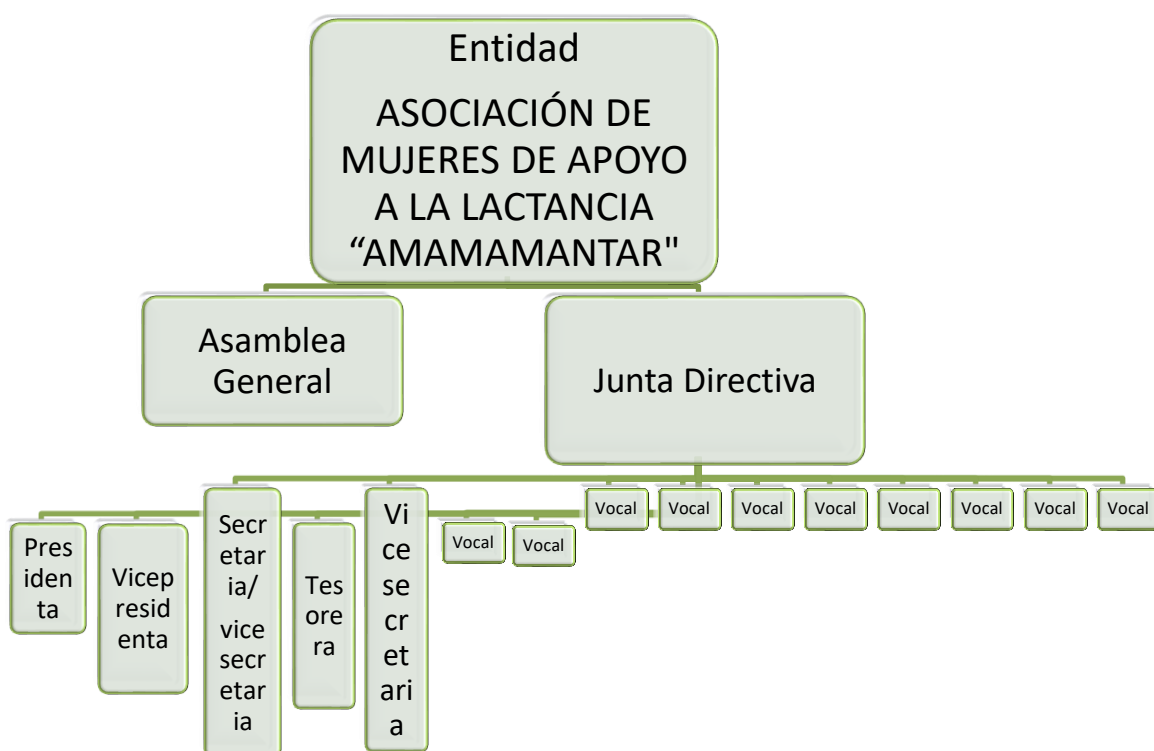 Entidad
ASOCIACIÓN DE
MUJERES DE APOYO
A LA LACTANCIA
“AMAMAMANTAR"
Asamblea
General
Junta Directiva
Pres
iden
ta
Vicep
resid
enta
Secr
etar
ia/
vice
secr
etar
ia
Tes
ore
ra
Vi
ce
se
cr
et
ari
a
Vocal
Vocal
Vocal
Vocal
Vocal
Vocal
Vocal
Vocal
Vocal
Vocal